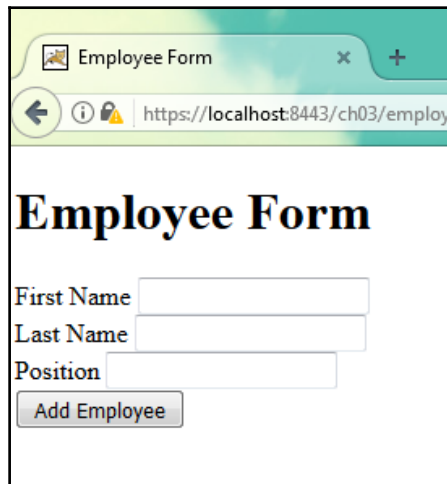 Employee Form
https://localhost:8443/ch03/employ
Employee Form
First Name
Last Name
Position
Add Employee